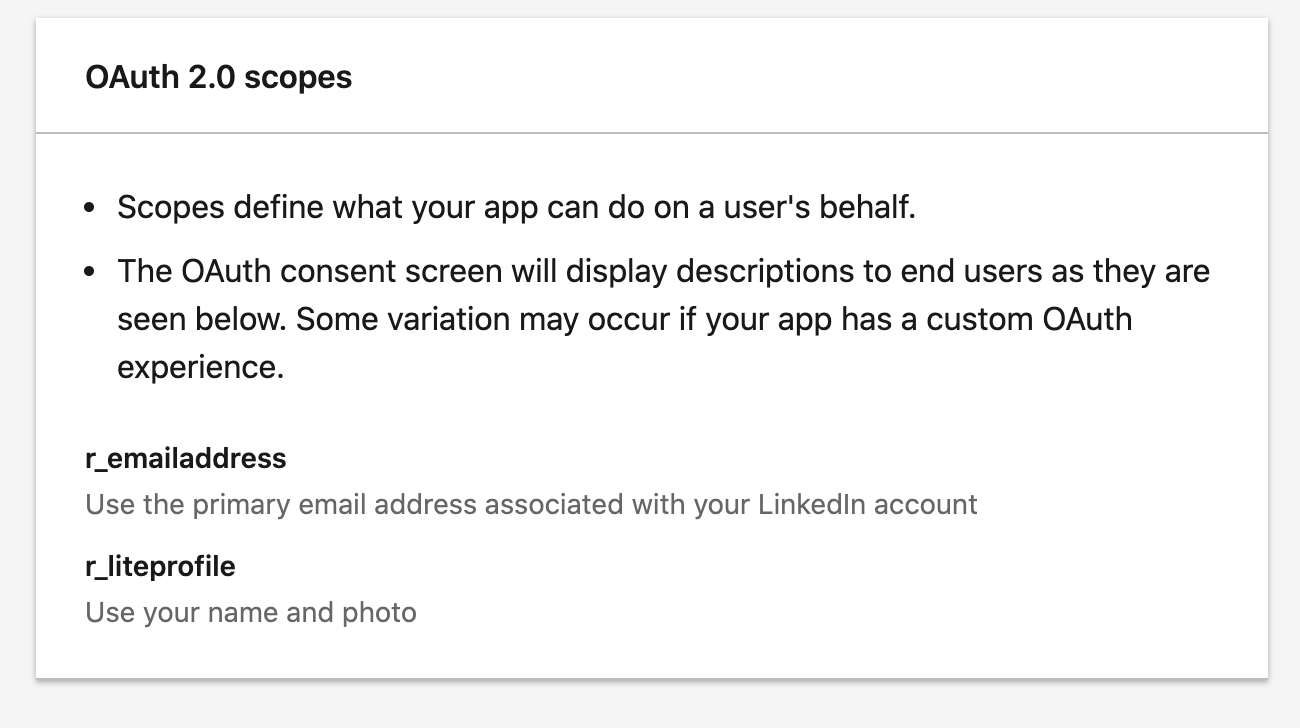 OAuth 2.0 scopes
• Scopes define what your app can do on a user's behalf.
• The OAuth consent screen will display descriptions to end users as they are
seen below. Some variation may occur if your app has a custom OAuth
experience.
r_emailaddress
Use the primary email address associated with your LinkedIn account
r_liteprofile
Use your name and photo